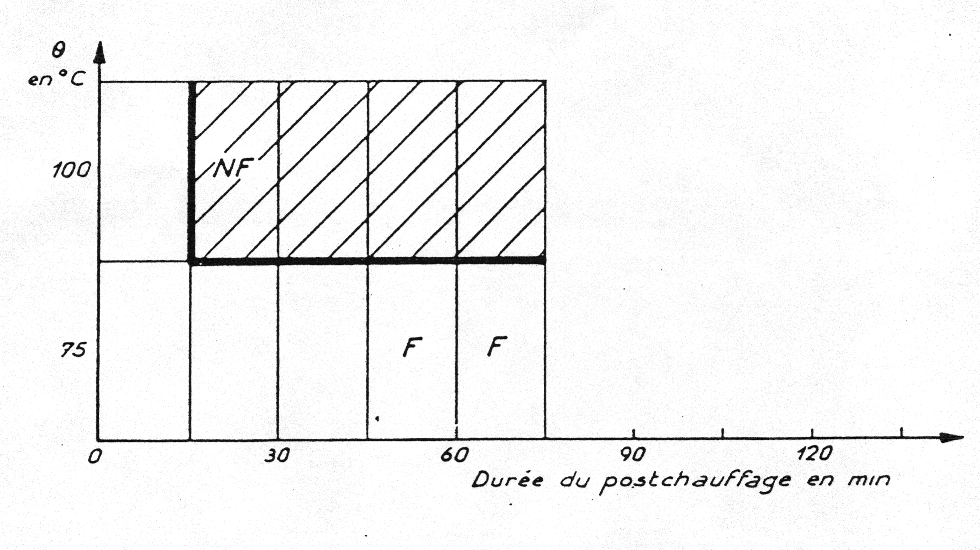 θ
en °C
100
NF
75
F F
0 30 60 90 120
Durée du postchauffage en min